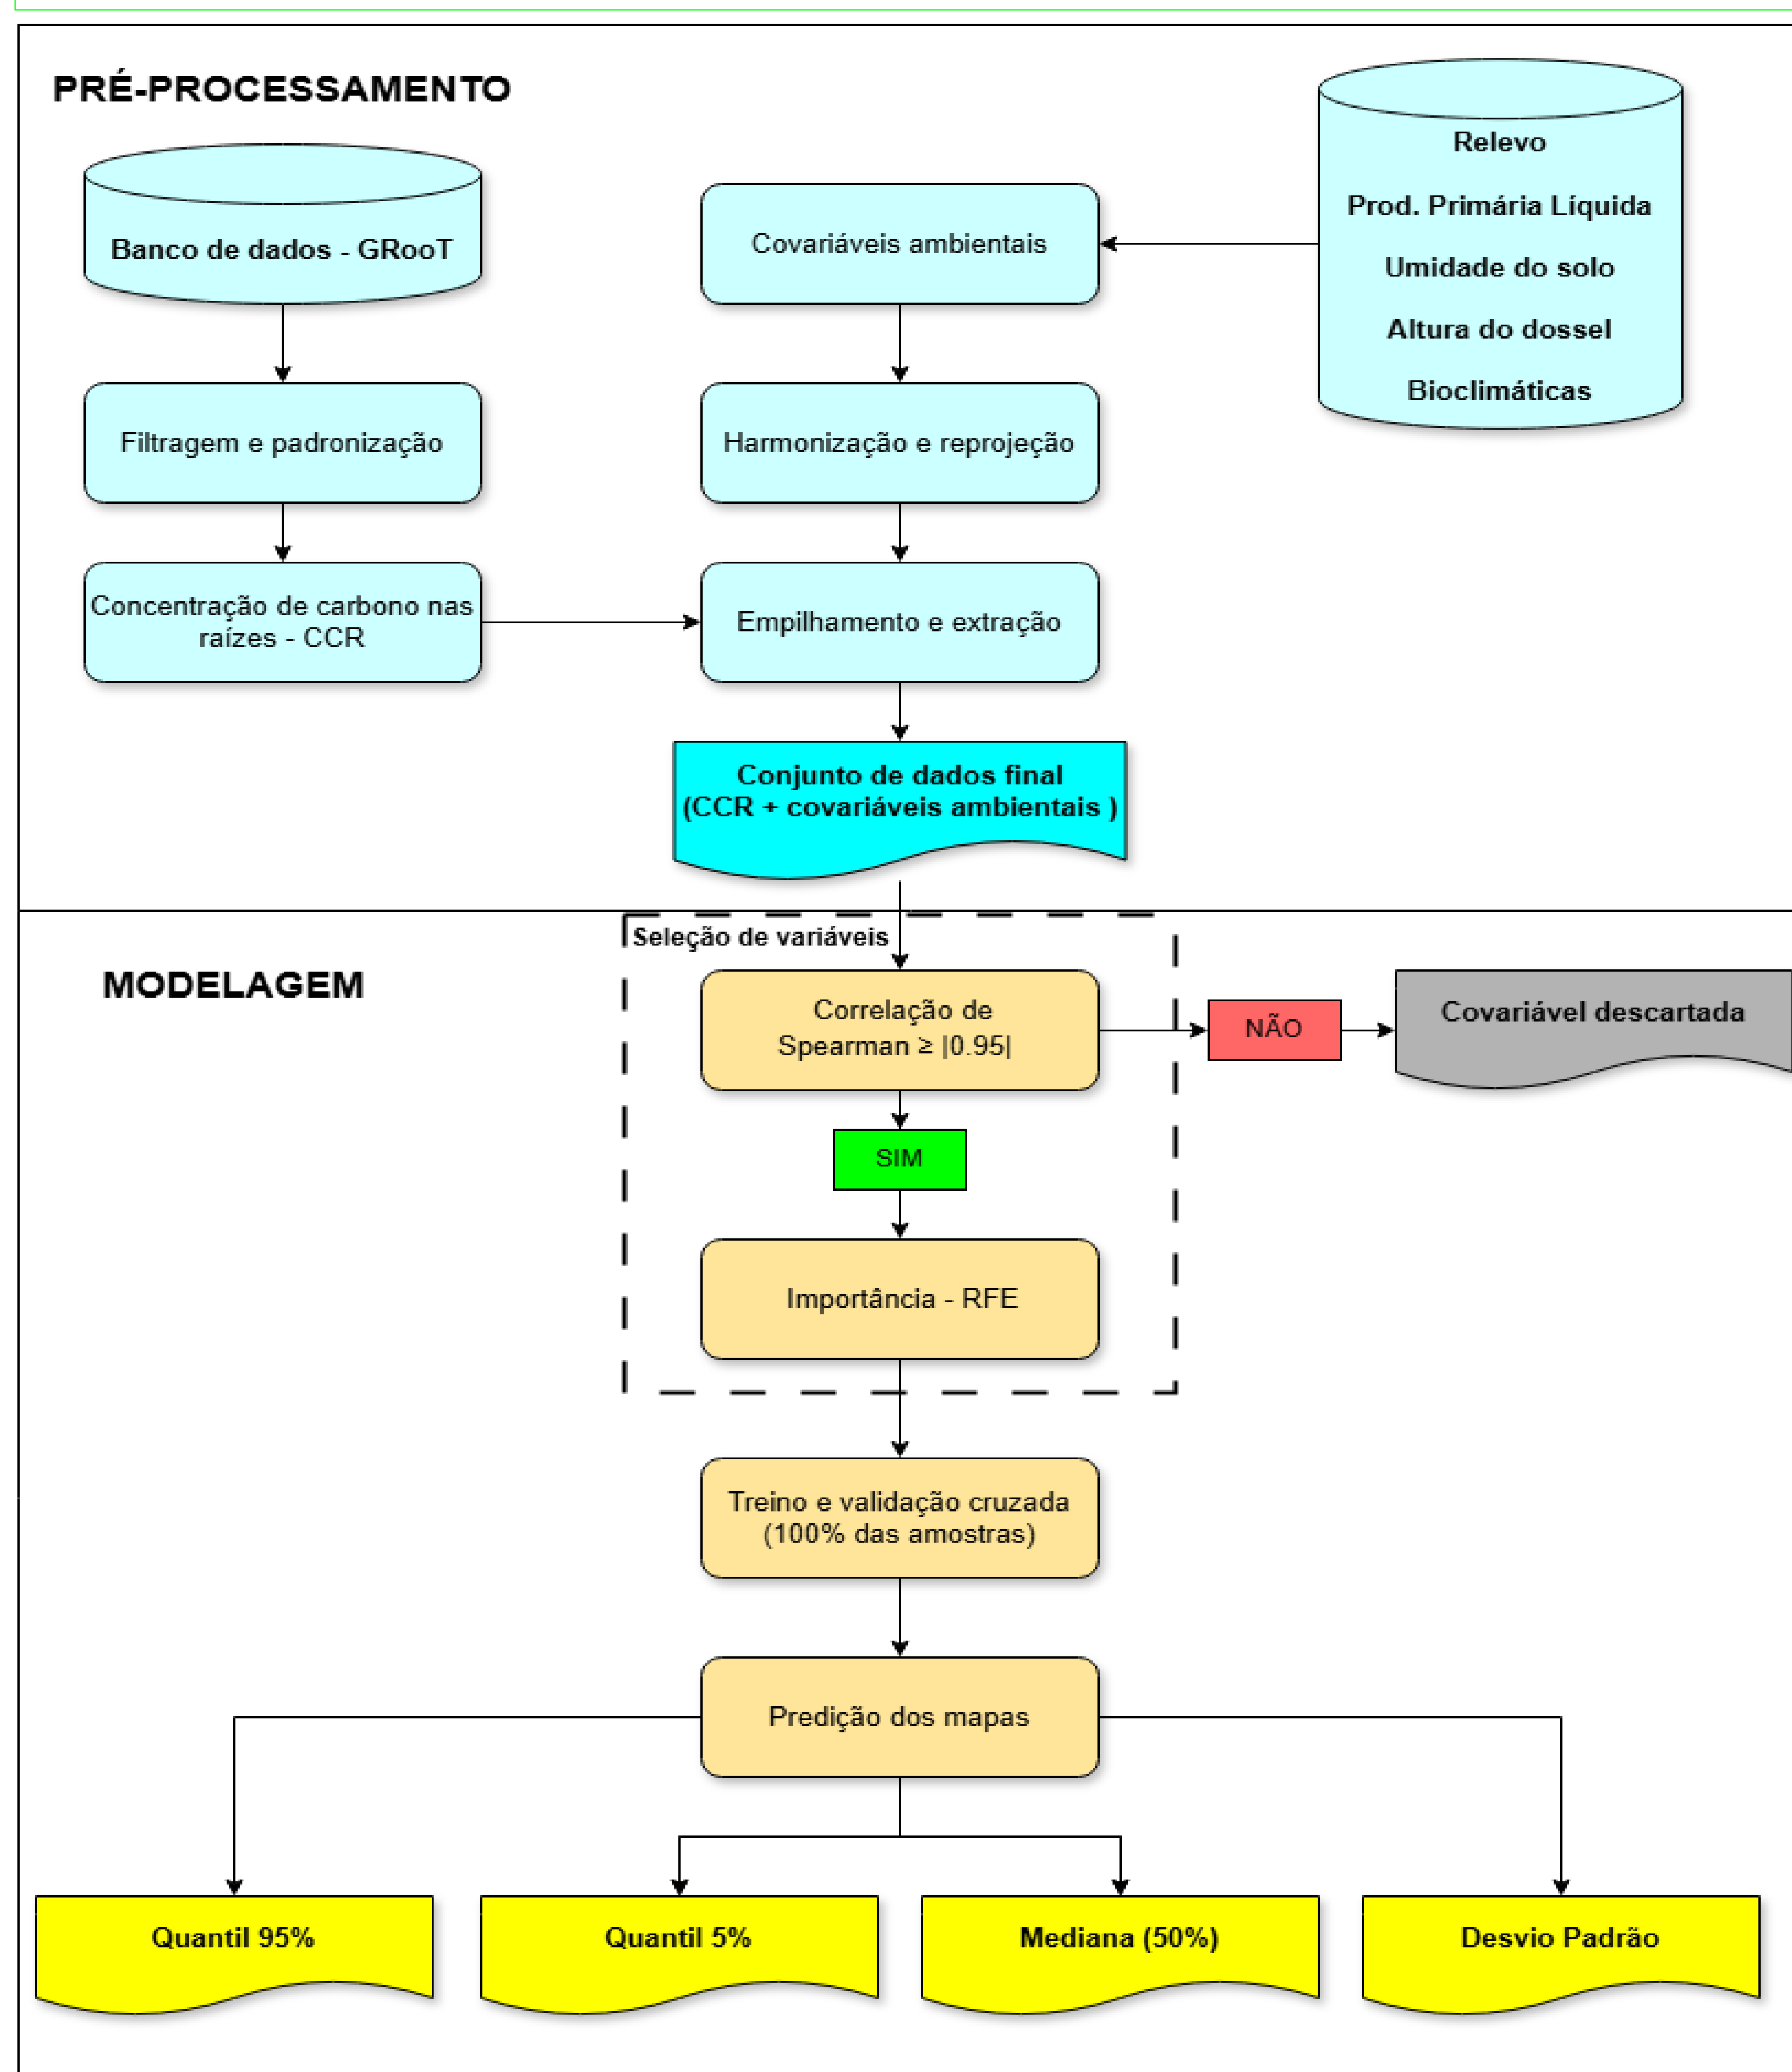 PRÉ-PROCESSAMENTO
Relevo
Prod. Primária Líquida
Umidade do solo
Altura do dossel
Bioclimáticas
Banco de dados - GRooT
Covariáveis ambientais
Filtragem e padronização
Harmonização e reprojeção
Concentração de carbono nas
raízes - CCR
Empilhamento e extração
Conjunto de dados final
(CCR + covariáveis ambientais )
MODELAGEM
Seleção de variáveis
Correlação de
Spearman ≥ |0.95|
NÃO
Covariável descartada
SIM
Importância - RFE
Treino e validação cruzada
(100% das amostras)
Predição dos mapas
Quantil 95%
Quantil 5%
Mediana (50%)
Desvio Padrão